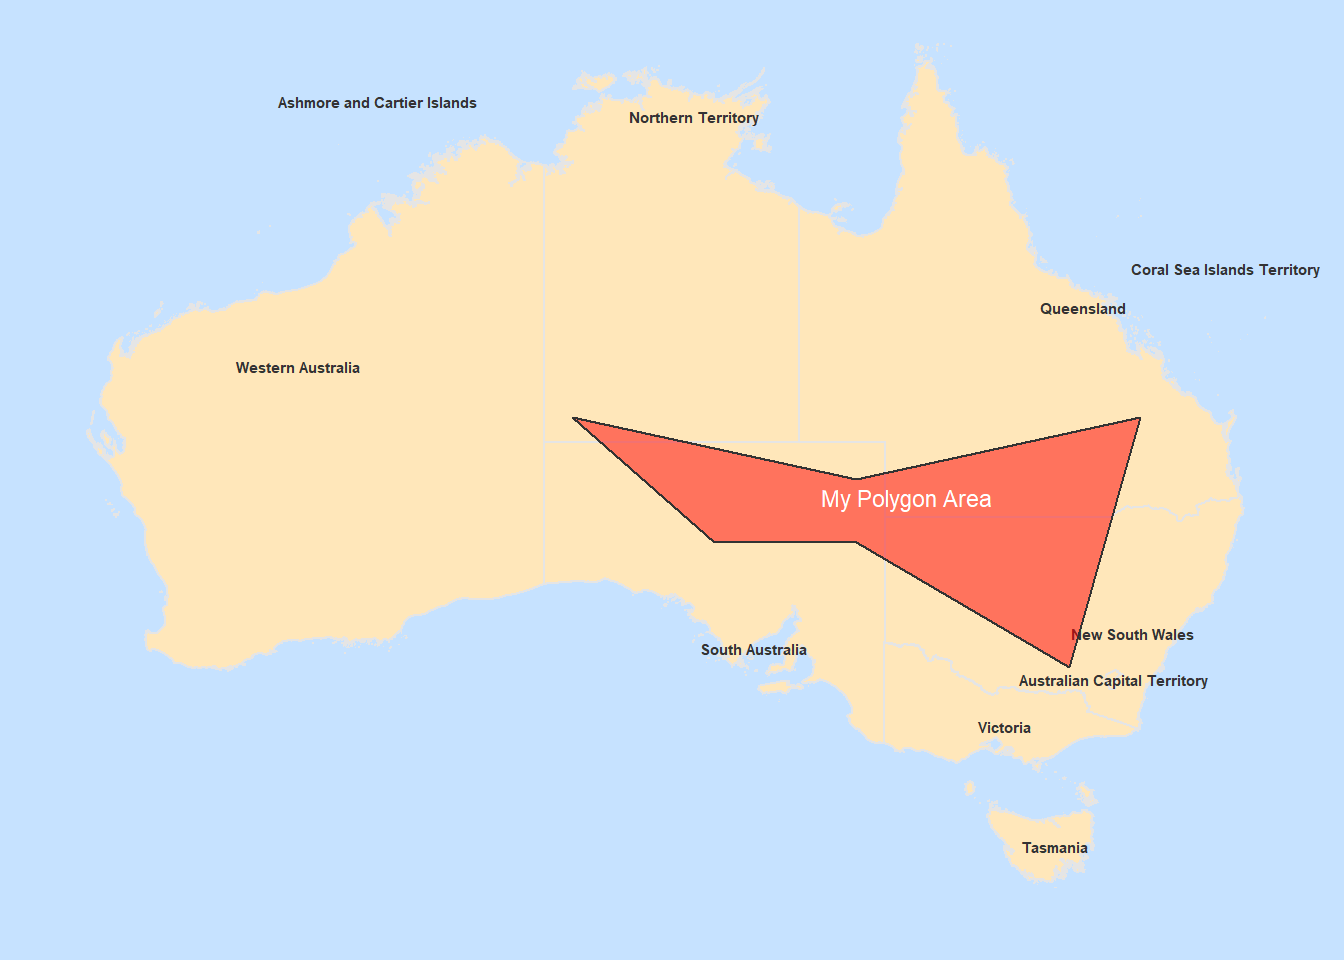 Ashmore and Cartier Islands
Northern Territory
Coral Sea Islands Territory
Queensland
Western Australia
My Polygon Area
New South Wales
South Australia
Australian Capital Territory
Victoria
Tasmania